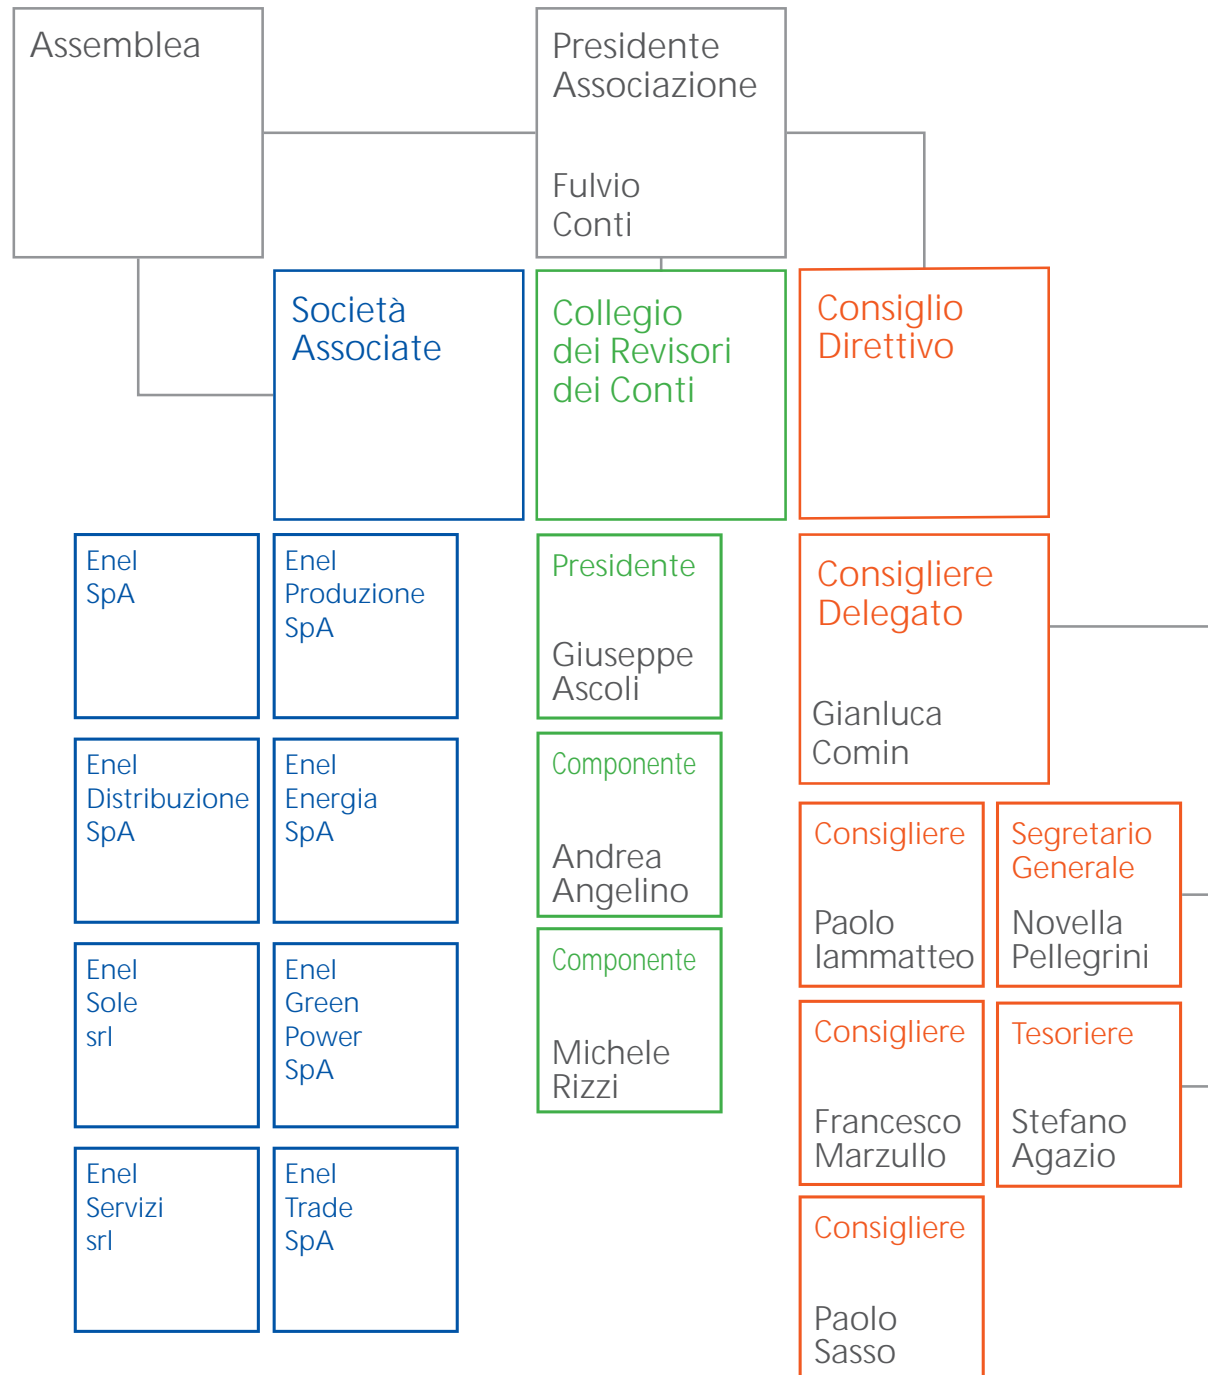 Assemblea
Presidente
Associazione
Fulvio
Conti
Società
Associate
Collegio
dei Revisori
dei Conti
Consiglio
Direttivo
Enel
SpA
Enel
Produzione
SpA
Enel
Distribuzione
SpA
Enel
Energia
SpA
Enel
Sole
srl
Enel
Green
Power
SpA
Enel
Servizi
srl
Enel
Trade
SpA
Presidente
Giuseppe
Ascoli
Componente
Andrea
Angelino
Componente
Michele
Rizzi
Consigliere
Delegato
Gianluca
Comin
Consigliere
Paolo
Iammatteo
Segretario
Generale
Novella
Pellegrini
Consigliere
Francesco
Marzullo
Tesoriere
Stefano
Agazio
Consigliere
Paolo
Sasso